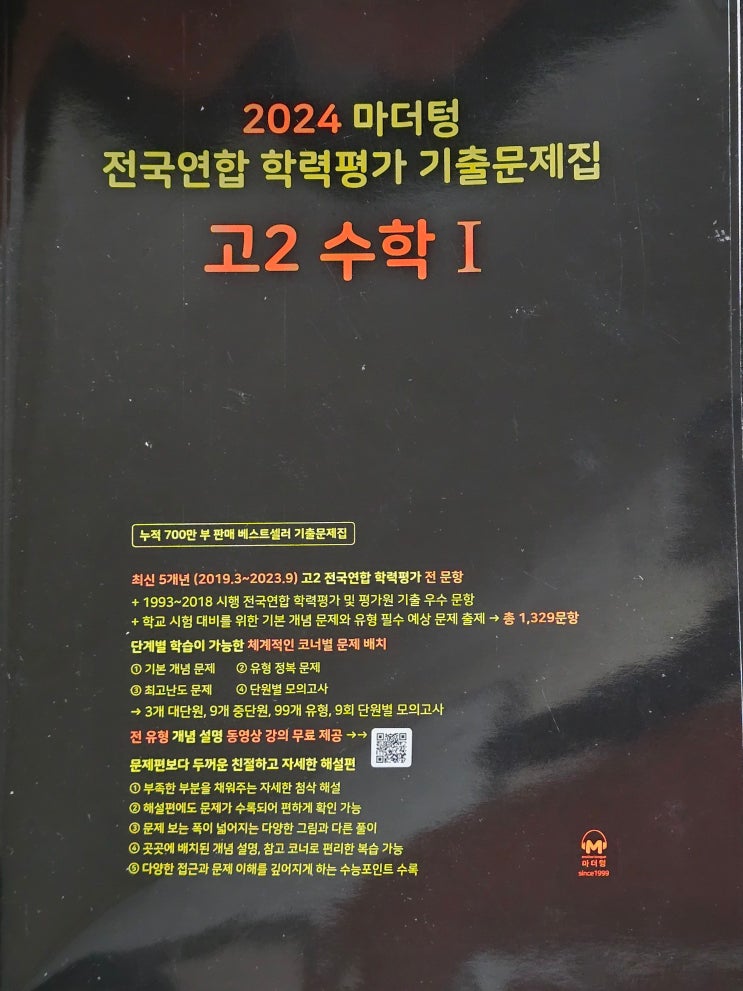 2024 마더텅
전국연합 학력평가 기출문제집
고2 수학 I
누적 700만 부 판매 베스트셀러 기출문제집
최신 5개년 (2019.3~2023.9) 고2 전국연합 학력평가 전 문항
+ 1993~2018 시행 전국연합 학력평가 및 평가원 기출 우수 문항
+ 학교 시험 대비를 위한 기본 개념 문제와 유형 필수 예상 문제 출제 → 총 1,329문항
단계별 학습이 가능한 체계적인 코너별 문제 배치
① 기본 개념 문제 ② 유형 정복 문제
③ 최고난도 문제 ④ 단원별 모의고사
→ 3개 대단원, 9개 중단원, 99개 유형, 9회 단원별 모의고사
전 유형 개념 설명 동영상 강의 무료 제공 →→
문제편보다 두꺼운 친절하고 자세한 해설편
① 부족한 부분을 채워주는 자세한 첨삭 해설
② 해설편에도 문제가 수록되어 편하게 확인 가능
③ 문제 보는 폭이 넓어지는 다양한 그림과 다른 풀이
④ 곳곳에 배치된 개념 설명, 참고 코너로 편리한 복습 가능
⑤ 다양한 접근과 문제 이해를 깊어지게 하는 수능포인트 수록
M
마더텅
since1999